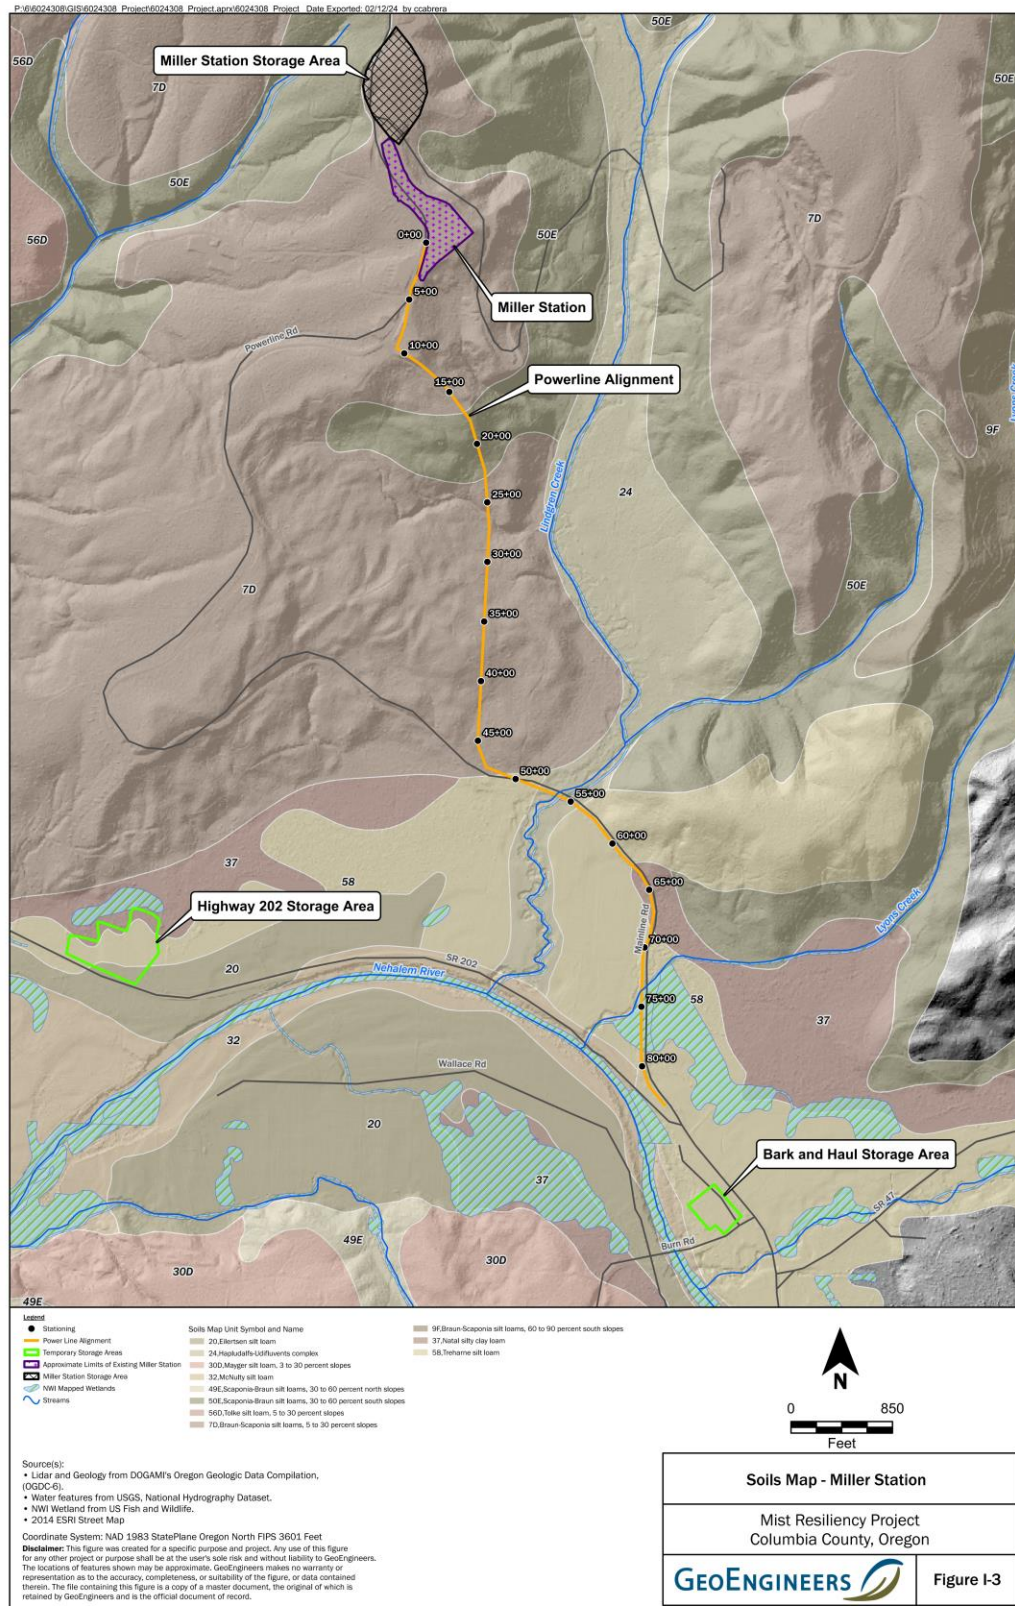 P:\6\6024308\GIS\6024308_Project\6024308_Project.aprx\6024308_Project Date Exported: 02/12/24 by ccabrera
50E
56D
Miller Station Storage Area
7D
50E
50E
7D
56D
0+00
50E
5+00
Miller Station
Powerline Rd
10+00
Powerline Alignment
15+00
Lyons Creek
20+00
9F
Lindgren Creek
24
25+00
30+00
7D
50E
35+00
40+00
45+00
50+00
55+00
60+00
37
58
65+00
Highway 202 Storage Area
Mainline Rd
Lyons Creek
70+00
SR 202
20
Nehalem River
75+00
58
37
32
Wallace Rd
80+00
20
Bark and Haul Storage Area
37
SR 47
49E
Burn Rd
30D
30D
49E
Legend
Stationing
Power Line Alignment
Temporary Storage Areas
Approximate Limits of Existing Miller Station
Miller Station Storage Area
NWI Mapped Wetlands
Streams
Soils Map Unit Symbol and Name
20,Eilertsen silt loam
24,Hapludalfs-Udifluvents complex
30D,Mayger silt loam, 3 to 30 percent slopes
32,McNulty silt loam
49E,Scaponia-Braun silt loams, 30 to 60 percent north slopes
50E,Scaponia-Braun silt loams, 30 to 60 percent south slopes
56D,Tolke silt loam, 5 to 30 percent slopes
7D,Braun-Scaponia silt loams, 5 to 30 percent slopes
9F,Braun-Scaponia silt loams, 60 to 90 percent south slopes
37,Natal silty clay loam
58,Treharne silt loam
N
0 850
Feet
Source(s):
• Lidar and Geology from DOGAMI's Oregon Geologic Data Compilation,
(OGDC-6).
• Water features from USGS, National Hydrography Dataset.
• NWI Wetland from US Fish and Wildlife.
• 2014 ESRI Street Map
Coordinate System: NAD 1983 StatePlane Oregon North FIPS 3601 Feet
Disclaimer: This figure was created for a specific purpose and project. Any use of this figure
for any other project or purpose shall be at the user's sole risk and without liability to GeoEngineers.
The locations of features shown may be approximate. GeoEngineers makes no warranty or
representation as to the accuracy, completeness, or suitability of the figure, or data contained
therein. The file containing this figure is a copy of a master document, the original of which is
retained by GeoEngineers and is the official document of record.
Soils Map - Miller Station
Mist Resiliency Project
Columbia County, Oregon
GEOENGINEERS
Figure I-3